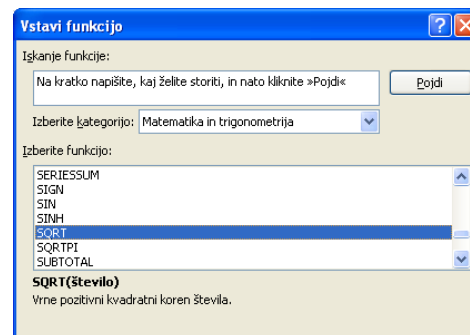 Vstavi funkcijo
Iskanje funkcije:
Na kratko napišite, kaj želite storiti, in nato kliknite »Pojdi«
Pojdi
Izberite kategorijo: Matematika in trigonometrija
Izberite funkcijo:
SERIESSUM
SIGN
SIN
SINH
SQRT
SQRTPI
SUBTOTAL
SQRT(število)
Vrne pozitivni kvadratni koren števila.